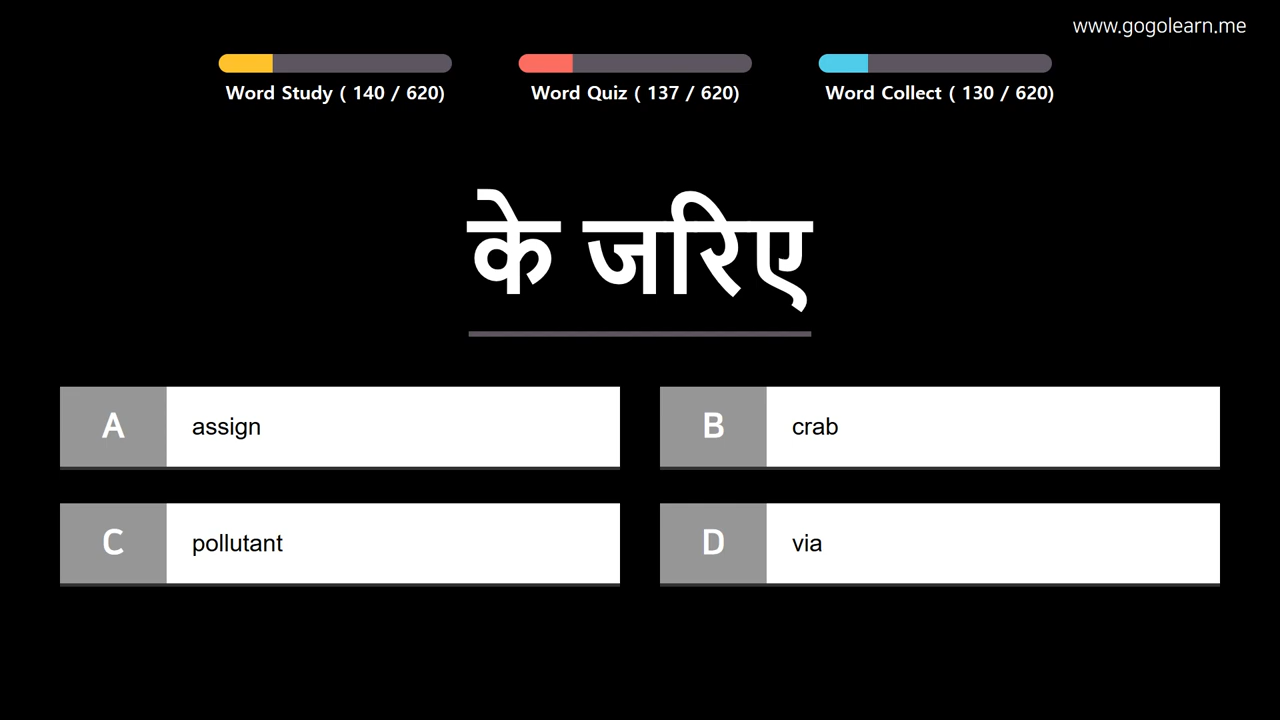 www.gogolearn.me
Word Study ( 140 / 620)
Word Quiz ( 137 / 620)
Word Collect ( 130 / 620)
के जरिए
A
assign
B
crab
C
pollutant
D
via